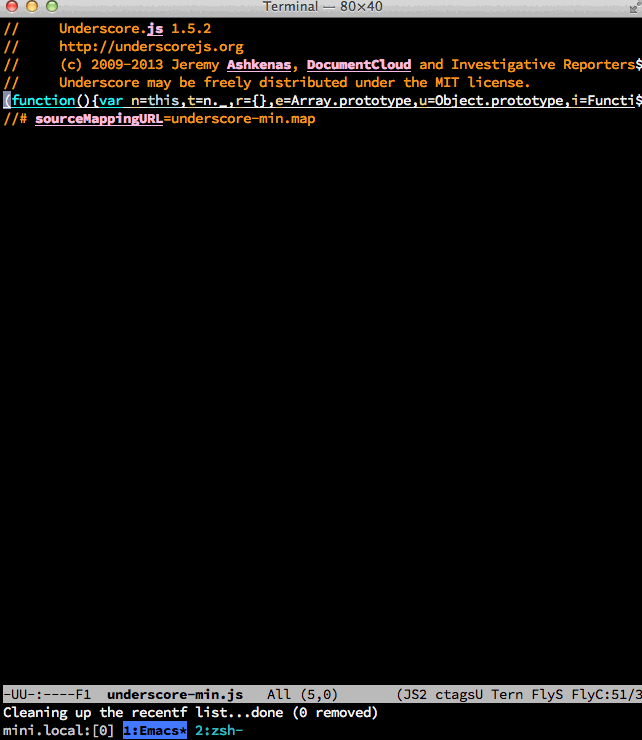 Terminal — 80×40
//     Underscore.js 1.5.2
//     http://underscorejs.org
//     (c) 2009-2013 Jeremy Ashkenas, DocumentCloud and Investigative Reporters$
//     Underscore may be freely distributed under the MIT license.
(function(){var n=this,t=n._,r={},e=Array.prototype,u=Object.prototype,i=Functi$
//# sourceMappingURL=underscore-min.map
-UU-:----F1  underscore-min.js   All (5,0)       (JS2 ctagsU Tern FlyS FlyC:51/3
Cleaning up the recentf list...done (0 removed)
mini.local:[0] 1:Emacs* 2:zsh-